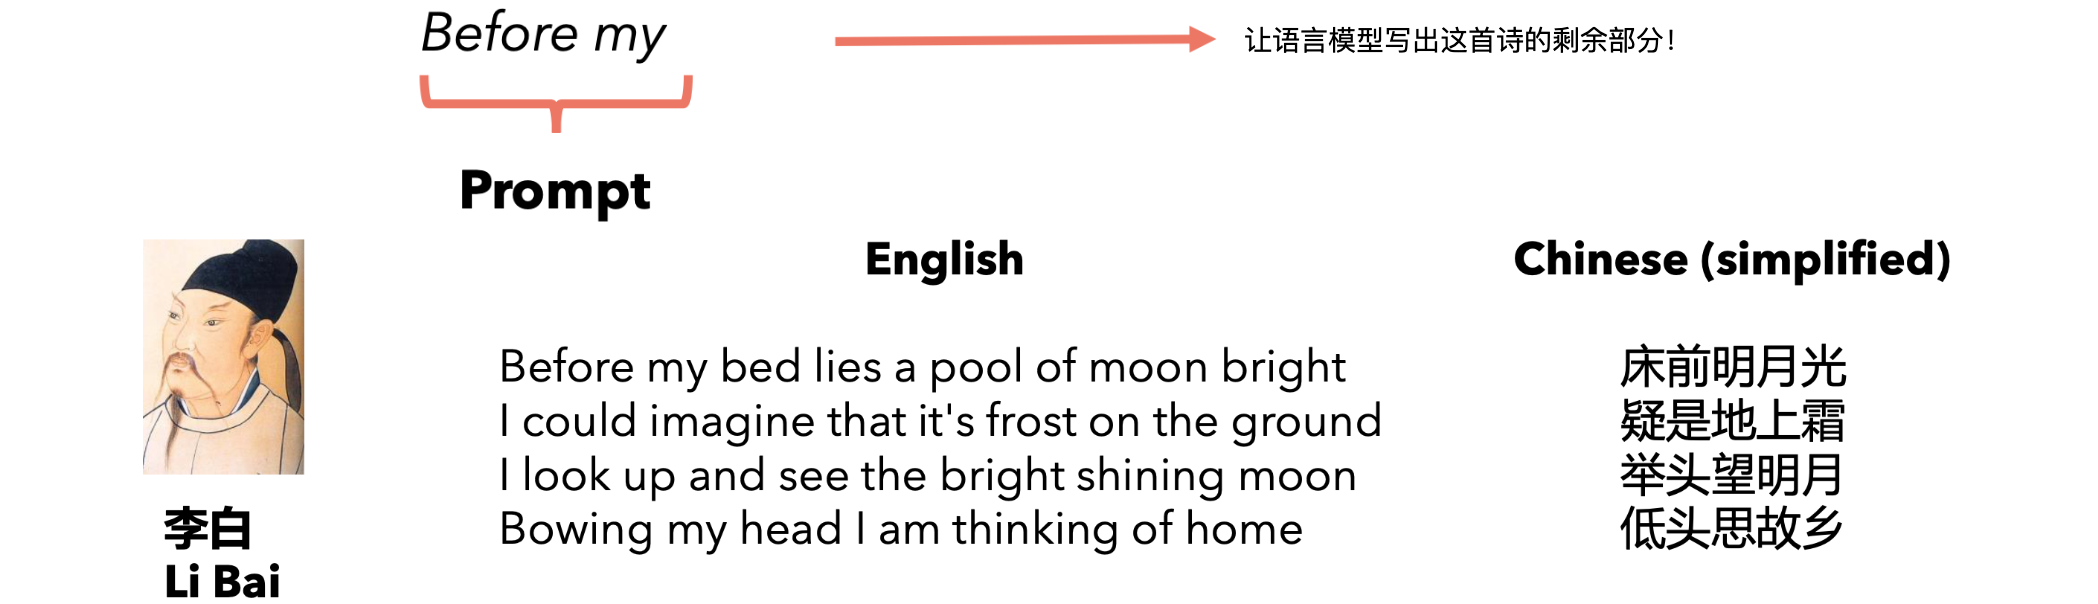 Before my
让语言模型写出这首诗的剩余部分！
Prompt
English
Chinese (simplified)
Before my bed lies a pool of moon bright
I could imagine that it's frost on the ground
I look up and see the bright shining moon
Bowing my head I am thinking of home
床前明月光
疑是地上霜
举头望明月
低头思故乡
李白
Li Bai